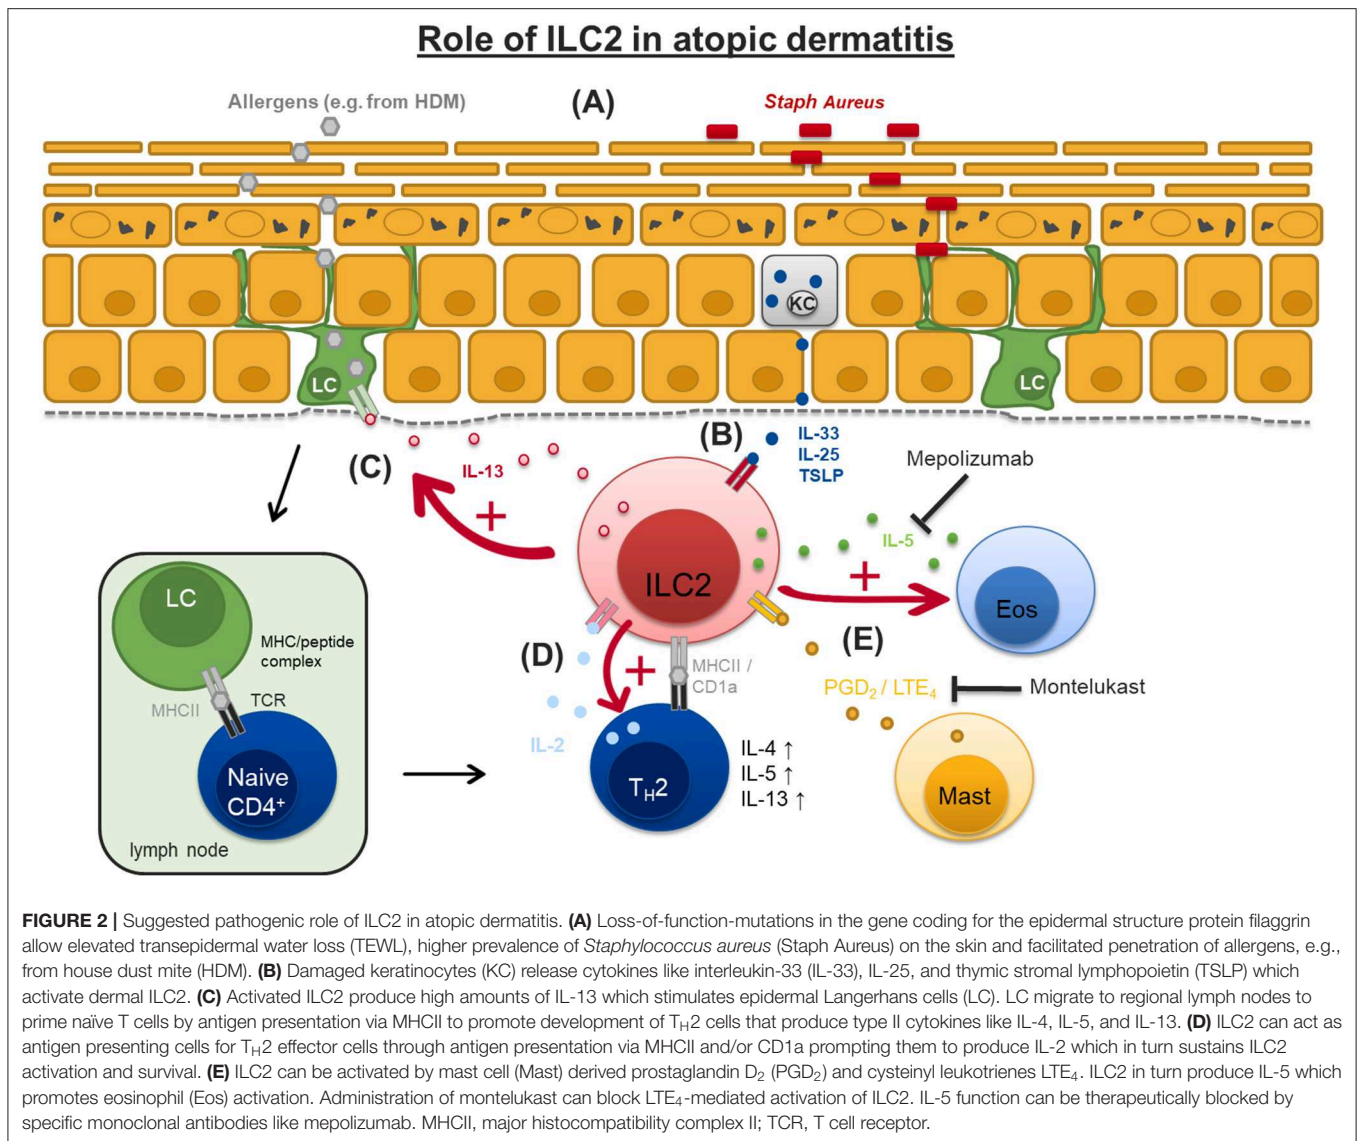 Role of ILC2 in atopic dermatitis
Allergens (e.g. from HDM)
(A)
Staph Aureus
KC
LC
LC
(B)
IL-33
IL-25
TSLP
(C)
IL-13
+
Mepolizumab
IL-5
+
ILC2
Eos
(D)
+
MHCII /
CD1a
(E)
PGD₂ / LTE₄
Montelukast
LC
MHC/peptide
complex
MHCII
TCR
Naive
CD4⁺
lymph node
IL-2
T_H2
IL-4 ↑
IL-5 ↑
IL-13 ↑
Mast
FIGURE 2 | Suggested pathogenic role of ILC2 in atopic dermatitis. (A) Loss-of-function-mutations in the gene coding for the epidermal structure protein filaggrin
allow elevated transepidermal water loss (TEWL), higher prevalence of Staphylococcus aureus (Staph Aureus) on the skin and facilitated penetration of allergens, e.g.,
from house dust mite (HDM). (B) Damaged keratinocytes (KC) release cytokines like interleukin-33 (IL-33), IL-25, and thymic stromal lymphopoietin (TSLP) which
activate dermal ILC2. (C) Activated ILC2 produce high amounts of IL-13 which stimulates epidermal Langerhans cells (LC). LC migrate to regional lymph nodes to
prime naïve T cells by antigen presentation via MHCII to promote development of T_H2 cells that produce type II cytokines like IL-4, IL-5, and IL-13. (D) ILC2 can act as
antigen presenting cells for T_H2 effector cells through antigen presentation via MHCII and/or CD1a prompting them to produce IL-2 which in turn sustains ILC2
activation and survival. (E) ILC2 can be activated by mast cell (Mast) derived prostaglandin D₂ (PGD₂) and cysteinyl leukotrienes LTE₄. ILC2 in turn produce IL-5 which
promotes eosinophil (Eos) activation. Administration of montelukast can block LTE₄-mediated activation of ILC2. IL-5 function can be therapeutically blocked by
specific monoclonal antibodies like mepolizumab. MHCII, major histocompatibility complex II; TCR, T cell receptor.